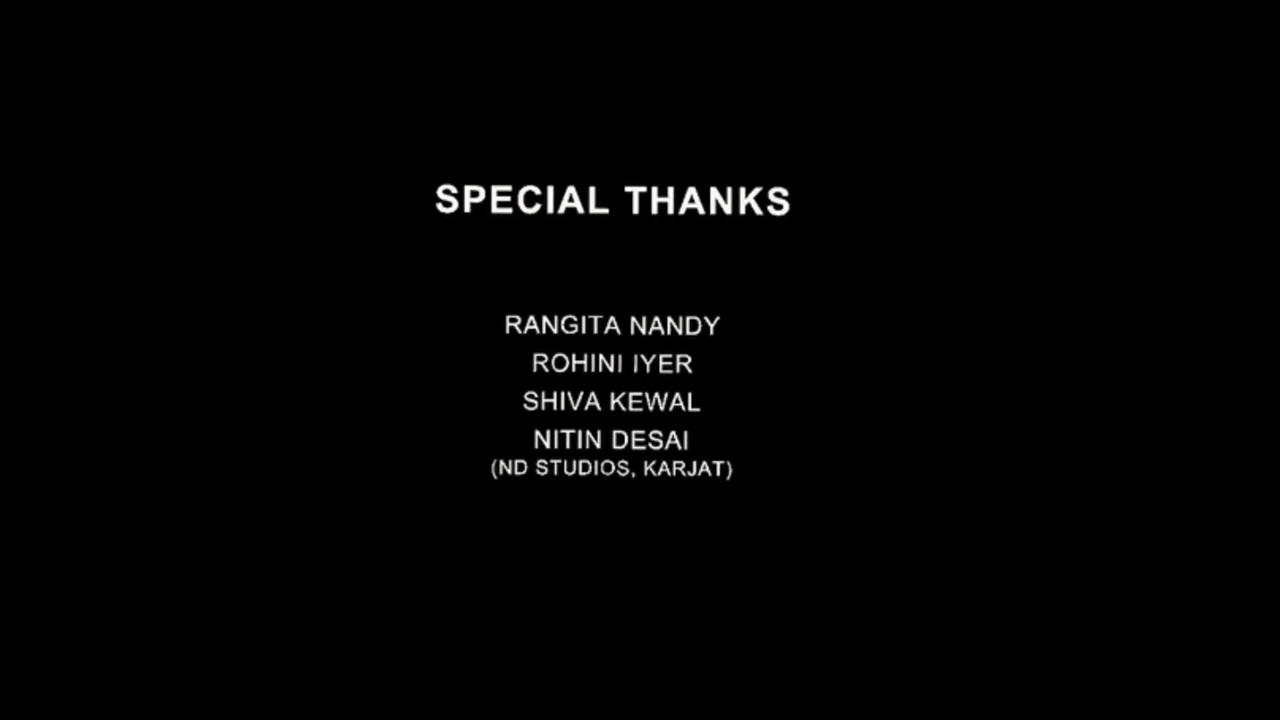 SPECIAL THANKS
RANGITA NANDY
ROHINI IYER
SHIVA KEWAL
NITIN DESAI
(ND STUDIOS, KARJAT)